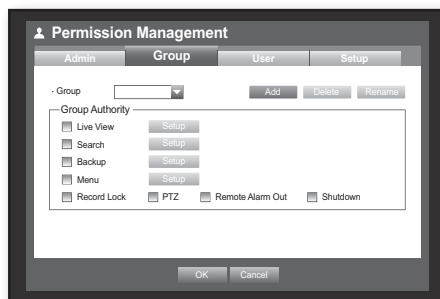 Permission Management
Admin Group User Setup
· Group Add Delete Rename
Group Authority
Live View Setup
Search Setup
Backup Setup
Menu Setup
Record Lock PTZ Remote Alarm Out Shutdown
OK Cancel